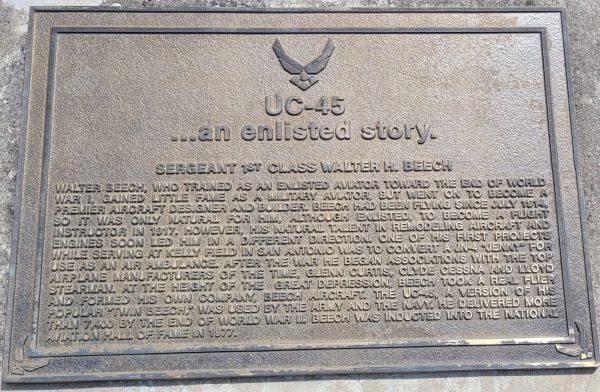 UC-45
...an enlisted story.
SERGEANT 1ST CLASS WALTER H. BEECH
WALTER BEECH, WHO TRAINED AS AN ENLISTED AVIATOR TOWARD THE END OF WORLD
WAR I, GAINED LITTLE FAME AS A MILITARY AVIATOR, BUT WENT ON TO BECOME A
PREMIER AIRCRAFT DESIGNER AND BUILDER. BEECH HAD BEEN FLYING SINCE JULY 1914,
SO IT WAS ONLY NATURAL FOR HIM, ALTHOUGH ENLISTED, TO BECOME A FLIGHT
INSTRUCTOR IN 1917. HOWEVER, HIS NATURAL TALENT IN REMODELING AIRCRAFT AND
ENGINES SOON LED HIM IN A DIFFERENT DIRECTION. ONE OF HIS FIRST PROJECTS
WHILE SERVING AT KELLY FIELD IN SAN ANTONIO WAS TO CONVERT A JN4 "JENNY" FOR
USE AS AN AIR AMBULANCE. AFTER THE WAR HE BEGAN ASSOCIATIONS WITH THE TOP
AIRPLANE MANUFACTURERS OF THE TIME, GLENN CURTIS, CLYDE CESSNA AND LLOYD
STEARMAN. AT THE HEIGHT OF THE GREAT DEPRESSION, BEECH TOOK A REAL FLIER
AND FORMED HIS OWN COMPANY, BEECH AIRCRAFT. THE UC-45, A VERSION OF HIS
POPULAR "TWIN BEECH," WAS USED BY THE ARMY AND THE NAVY. HE DELIVERED MORE
THAN 7,400 BY THE END OF WORLD WAR II. BEECH WAS INDUCTED INTO THE NATIONAL
AVIATION HALL OF FAME IN 1977.